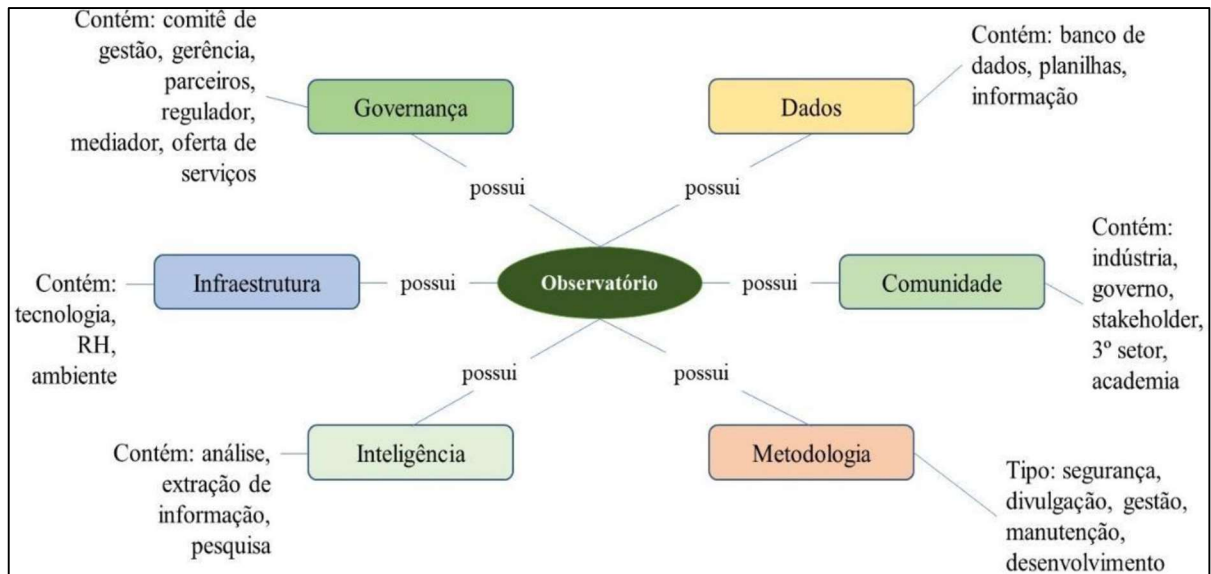 Contém: comitê de
gestão, gerência,
parceiros,
regulador,
mediador, oferta de
serviços
Governança
Dados
Contém: banco de
dados, planilhas,
informação
possui
possui
Contém:
tecnologia,
RH,
ambiente
Infraestrutura
possui
Observatório
possui
Comunidade
Contém:
indústria,
governo,
stakeholder,
3º setor,
academia
possui
possui
Contém: análise,
extração de
informação,
pesquisa
Inteligência
Metodologia
Tipo: segurança,
divulgação, gestão,
manutenção,
desenvolvimento